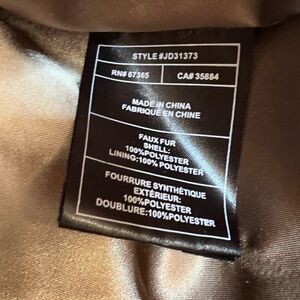 STYLE #JD31373
RN# 67365 CA# 35884
MADE IN CHINA
FABRIQUÉ EN CHINE
FAUX FUR
SHELL:
100%POLYESTER
LINING:100%POLYESTER
FOURRURE SYNTHÉTIQUE
EXTÉRIEUR:
100%POLYESTER
DOUBLURE:100%POLYESTER